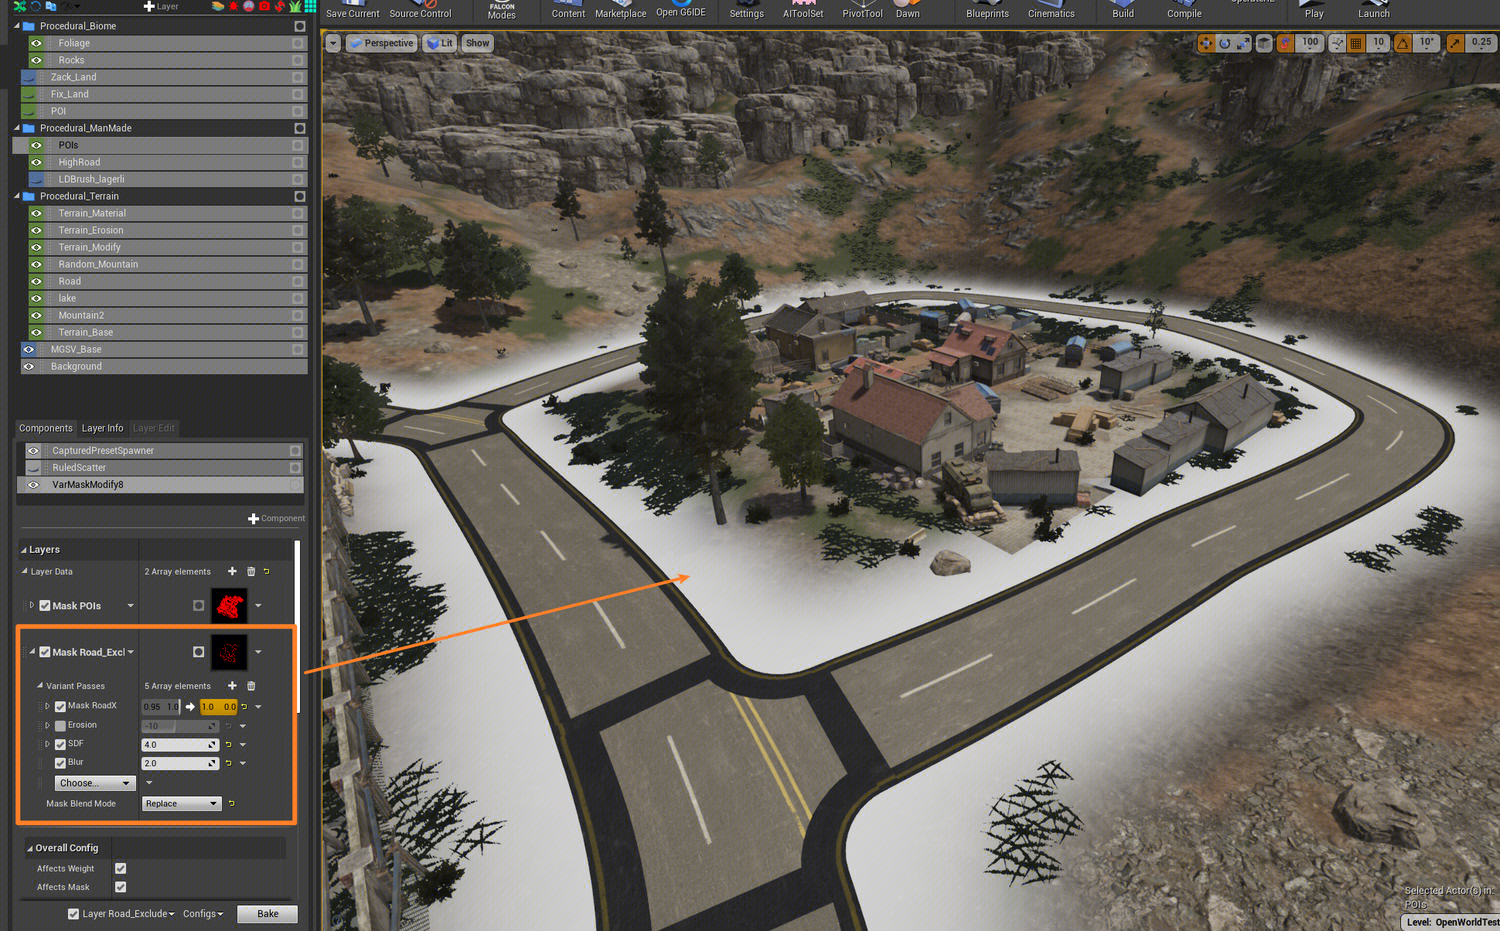 Layer
Save Current
Source Control
FALCON
Modes
Content
Marketplace
Open G6IDE
Settings
AIToolSet
PivotTool
Dawn
Blueprints
Cinematics
Build
Compile
Play
Launch
Procedural_Biome
Foliage
Rocks
Zack_Land
Fix_Land
POI
Procedural_ManMade
POIs
HighRoad
LDBrush_lagerli
Procedural_Terrain
Terrain_Material
Terrain_Erosion
Terrain_Modify
Random_Mountain
Road
lake
Mountain2
Terrain_Base
MGSV_Base
Background
Perspective
Lit
Show
100
10
10°
0.25
Components
Layer Info
Layer Edit
CapturedPresetSpawner
RuledScatter
VarMaskModify8
Component
Layers
Layer Data
2 Array elements
Mask POIs
Mask Road_Excl
Variant Passes
5 Array elements
Mask RoadX
0.95
1.0
1.0
0.0
Erosion
-10
SDF
4.0
Blur
2.0
Choose...
Mask Blend Mode
Replace
Overall Config
Affects Weight
Affects Mask
Layer Road_Exclude
Configs
Bake
Selected Actor(s) in:
POIs
Level: OpenWorldTest